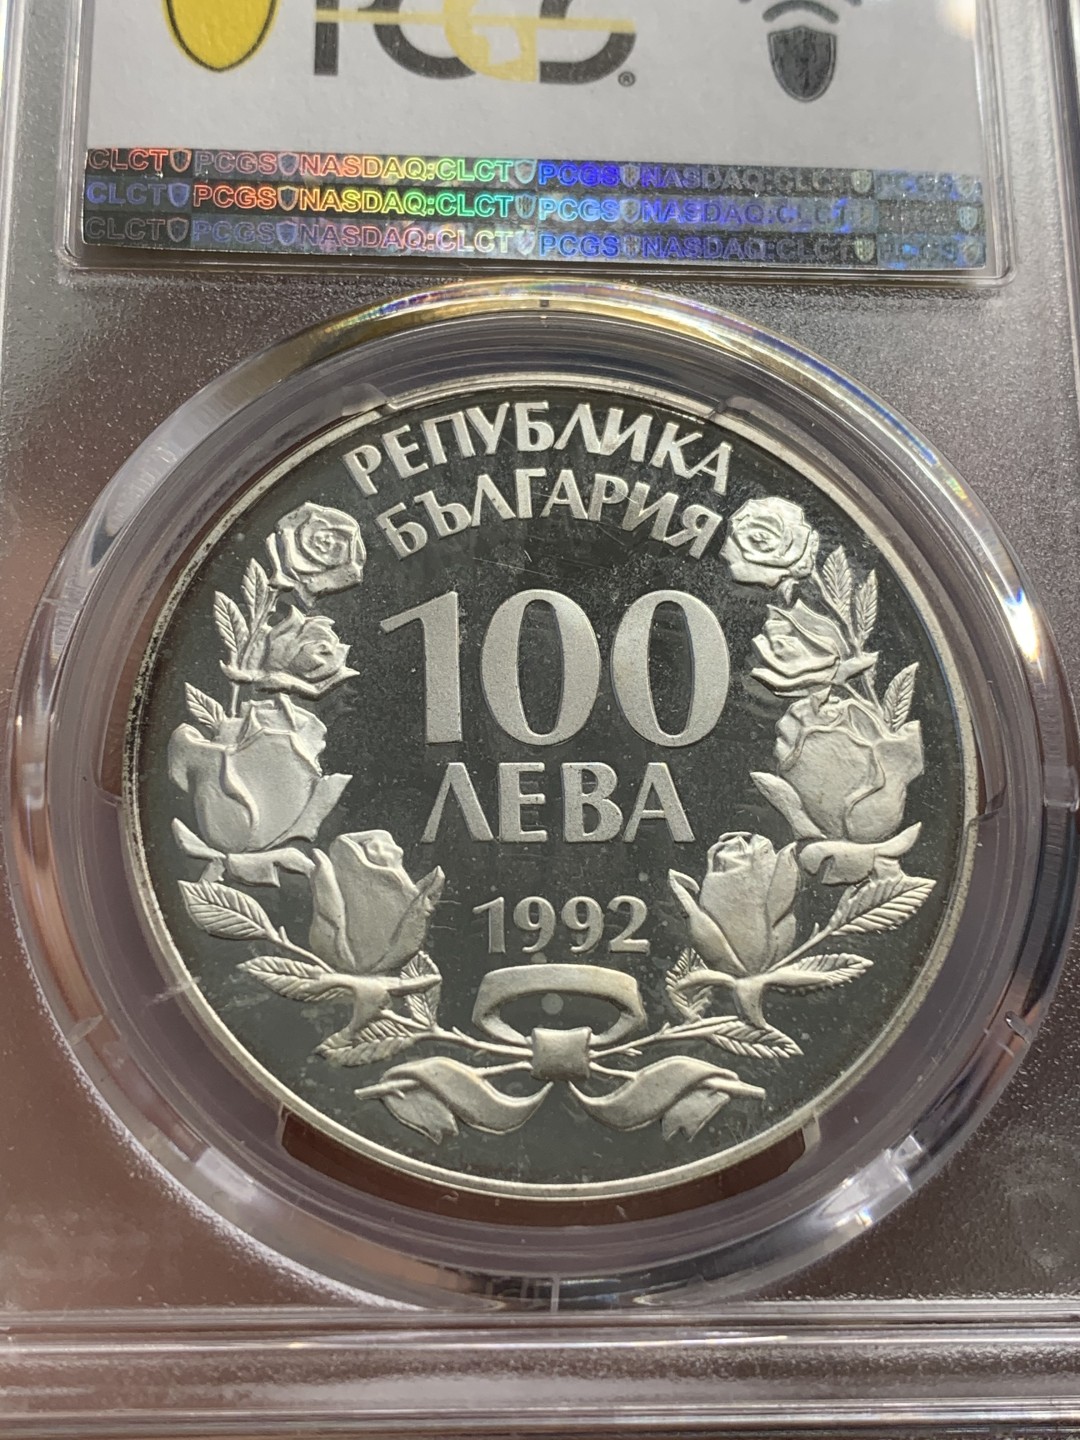 PCGS®
CLCT PCGS NASDAQ:CLCT PCGS NASDAQ:CLCT PCGS
CLCT PCGS NASDAQ:CLCT PCGS NASDAQ:CLCT
CLCT PCGS NASDAQ:CLCT PCGS NASDAQ:CLCT PCGS
РЕПУБЛИКА
БЪЛГАРИЯ
100
ЛЕВА
1992